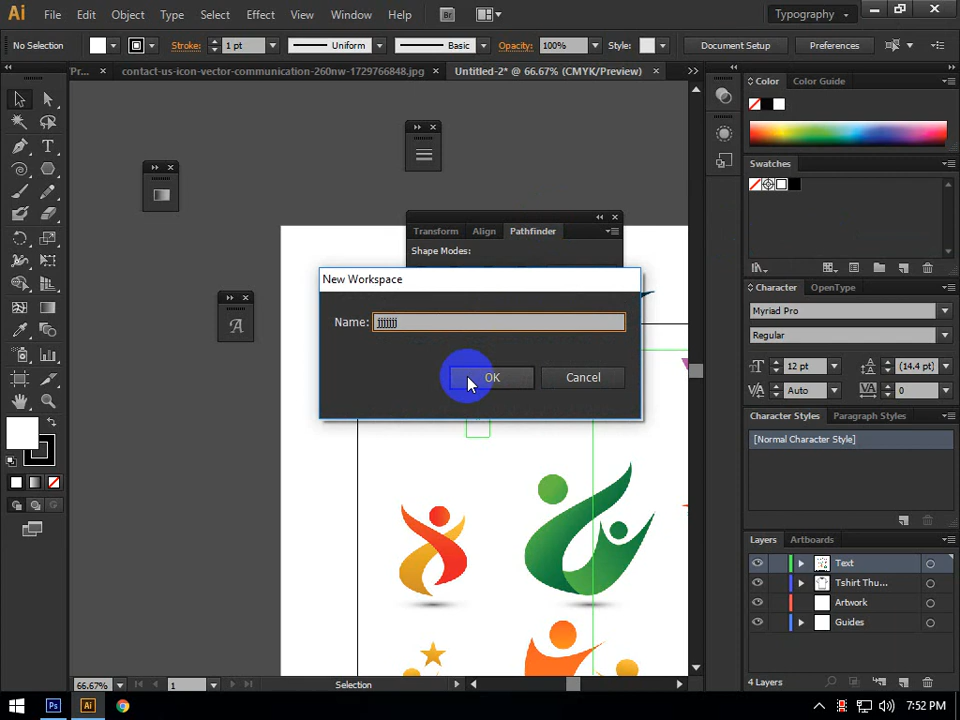 Ai File Edit Object Type Select Effect View Window Help Br Typography
No Selection Stroke: 1 pt Uniform Basic Opacity: 100% Style: Document Setup Preferences
Pr... contact-us-icon-vector-communication-260nw-1729766848.jpg Untitled-2* @ 66.67% (CMYK/Preview)
Color Color Guide
Swatches
Transform Align Pathfinder
Shape Modes:
New Workspace
Name:
OK Cancel
Character OpenType
Myriad Pro
Regular
12 pt (14.4 pt)
Auto 0
Character Styles Paragraph Styles
[Normal Character Style]
Layers Artboards
Text
Tshirt Thu...
Artwork
Guides
66.67% 1 Selection 4 Layers
Ps Ai 7:52 PM